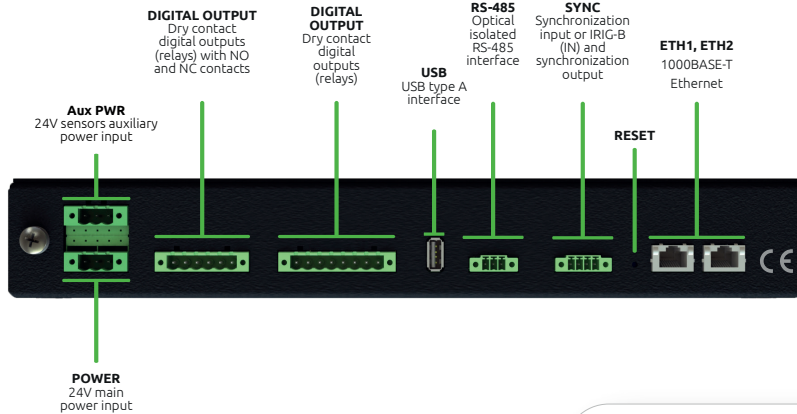 DIGITAL OUTPUT
Dry contact
digital outputs
(relays) with NO
and NC contacts
DIGITAL
OUTPUT
Dry contact
digital
outputs
(relays)
USB
USB type A
interface
RS-485
Optical
isolated
RS-485
interface
SYNC
Synchronization
input or IRIG-B
(IN) and
synchronization
output
ETH1, ETH2
1000BASE-T
Ethernet
Aux PWR
24V sensors auxiliary
power input
RESET
CE
POWER
24V main
power input